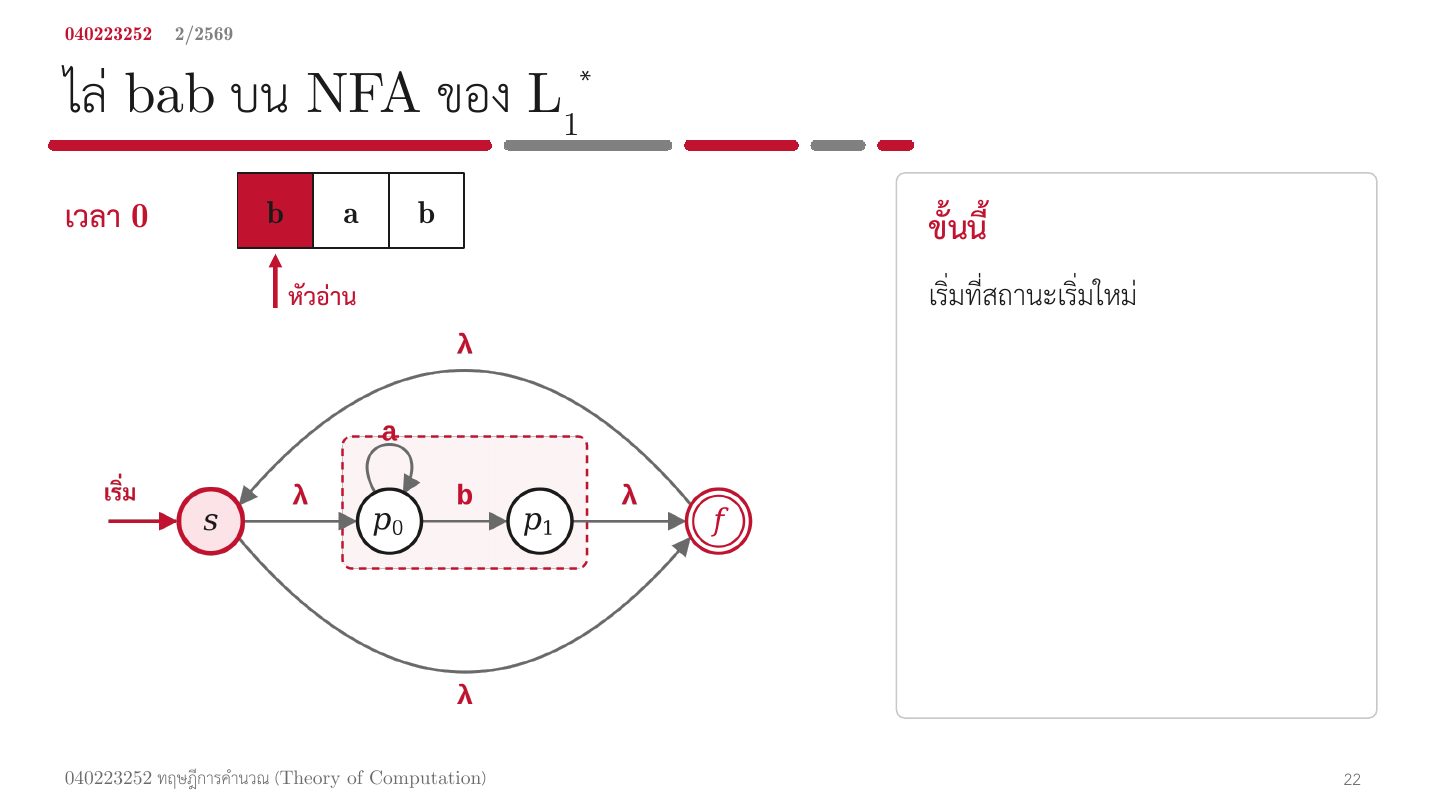 040223252 2/2569
ไล่ bab บน NFA ของ L₁*
เวลา 0
b a b
หัวอ่าน
ขั้นนี้
เริ่มที่สถานะเริ่มใหม่
λ
a
เริ่ม
λ b λ
s p₀ p₁ f
λ
040223252 ทฤษฎีการคำนวณ (Theory of Computation)
22